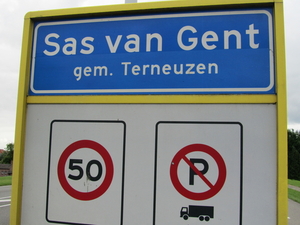 Sas van Gent
gem. Terneuzen
50 P